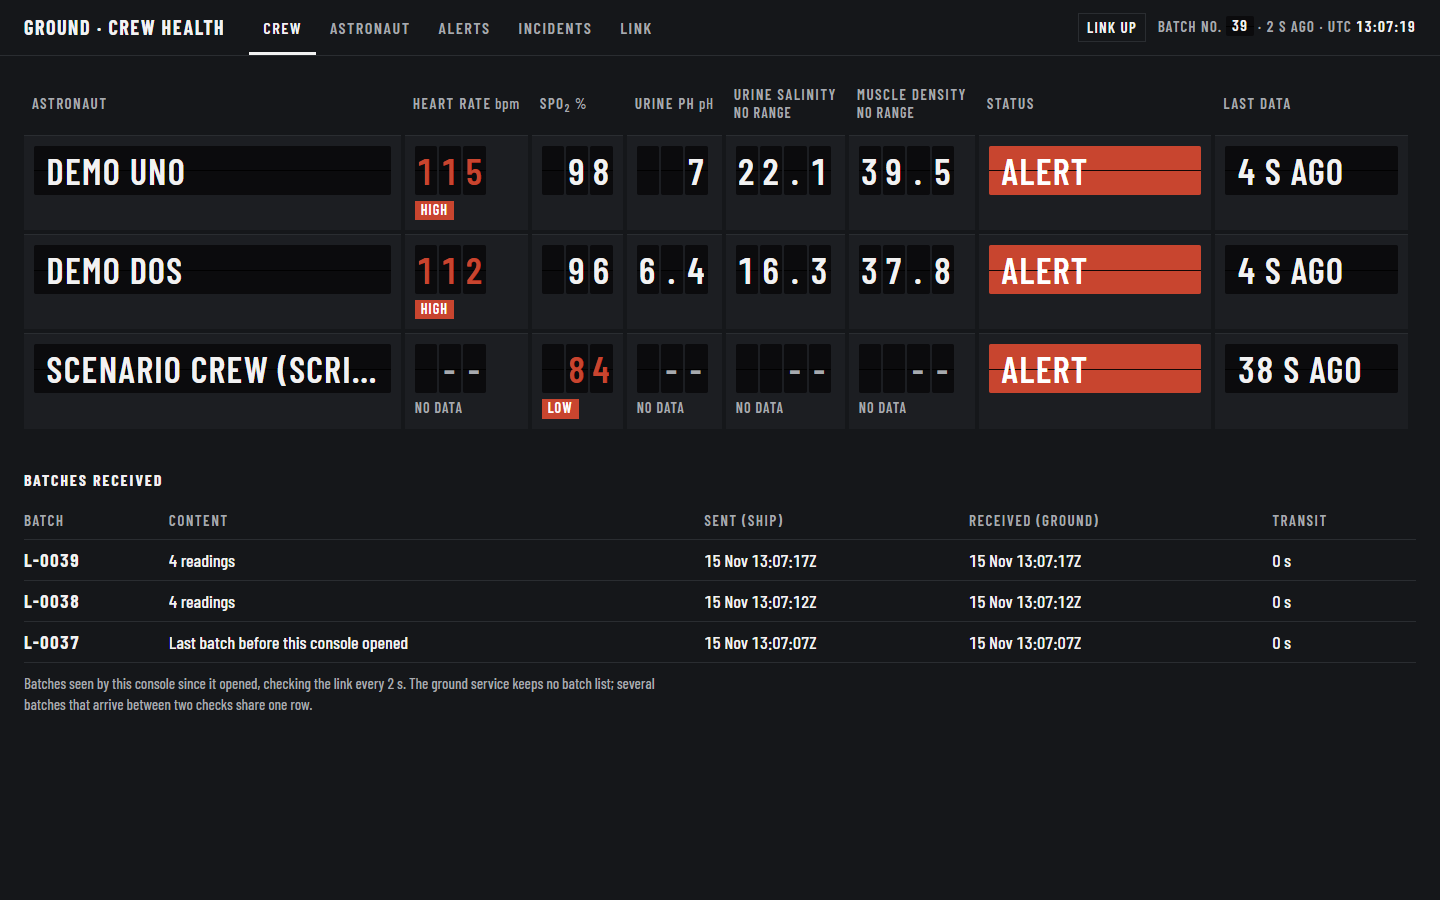 GROUND · CREW HEALTH CREW ASTRONAUT ALERTS INCIDENTS LINK LINK UP BATCH NO. 39 · 2 S AGO · UTC 13:07:19
ASTRONAUT HEART RATE bpm SPO₂ % URINE PH pH URINE SALINITY NO RANGE MUSCLE DENSITY NO RANGE STATUS LAST DATA
DEMO UNO 115 98 7 22.1 39.5 ALERT 4 S AGO
HIGH
DEMO DOS 112 96 6.4 16.3 37.8 ALERT 4 S AGO
HIGH
SCENARIO CREW (SCRI... -- 84 -- -- -- ALERT 38 S AGO
NO DATA LOW NO DATA NO DATA NO DATA
BATCHES RECEIVED
BATCH CONTENT SENT (SHIP) RECEIVED (GROUND) TRANSIT
L-0039 4 readings 15 Nov 13:07:17Z 15 Nov 13:07:17Z 0 s
L-0038 4 readings 15 Nov 13:07:12Z 15 Nov 13:07:12Z 0 s
L-0037 Last batch before this console opened 15 Nov 13:07:07Z 15 Nov 13:07:07Z 0 s
Batches seen by this console since it opened, checking the link every 2 s. The ground service keeps no batch list; several
batches that arrive between two checks share one row.